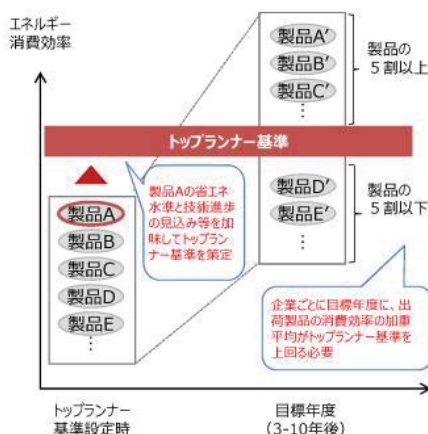 エネルギー
消費効率
製品A′
製品B′
製品C′
⋮
製品の
５割以上
トップランナー基準
製品Aの省エネ
水準と技術進歩
の見込み等を加
味してトップラン
ナー基準を策定
製品D′
製品E′
⋮
製品の
５割以下
製品A
製品B
製品C
製品D
製品E
⋮
企業ごとに目標年度に、出
荷製品の消費効率の加重
平均がトップランナー基準を
上回る必要
トップランナー
基準設定時
目標年度
(3-10年後)